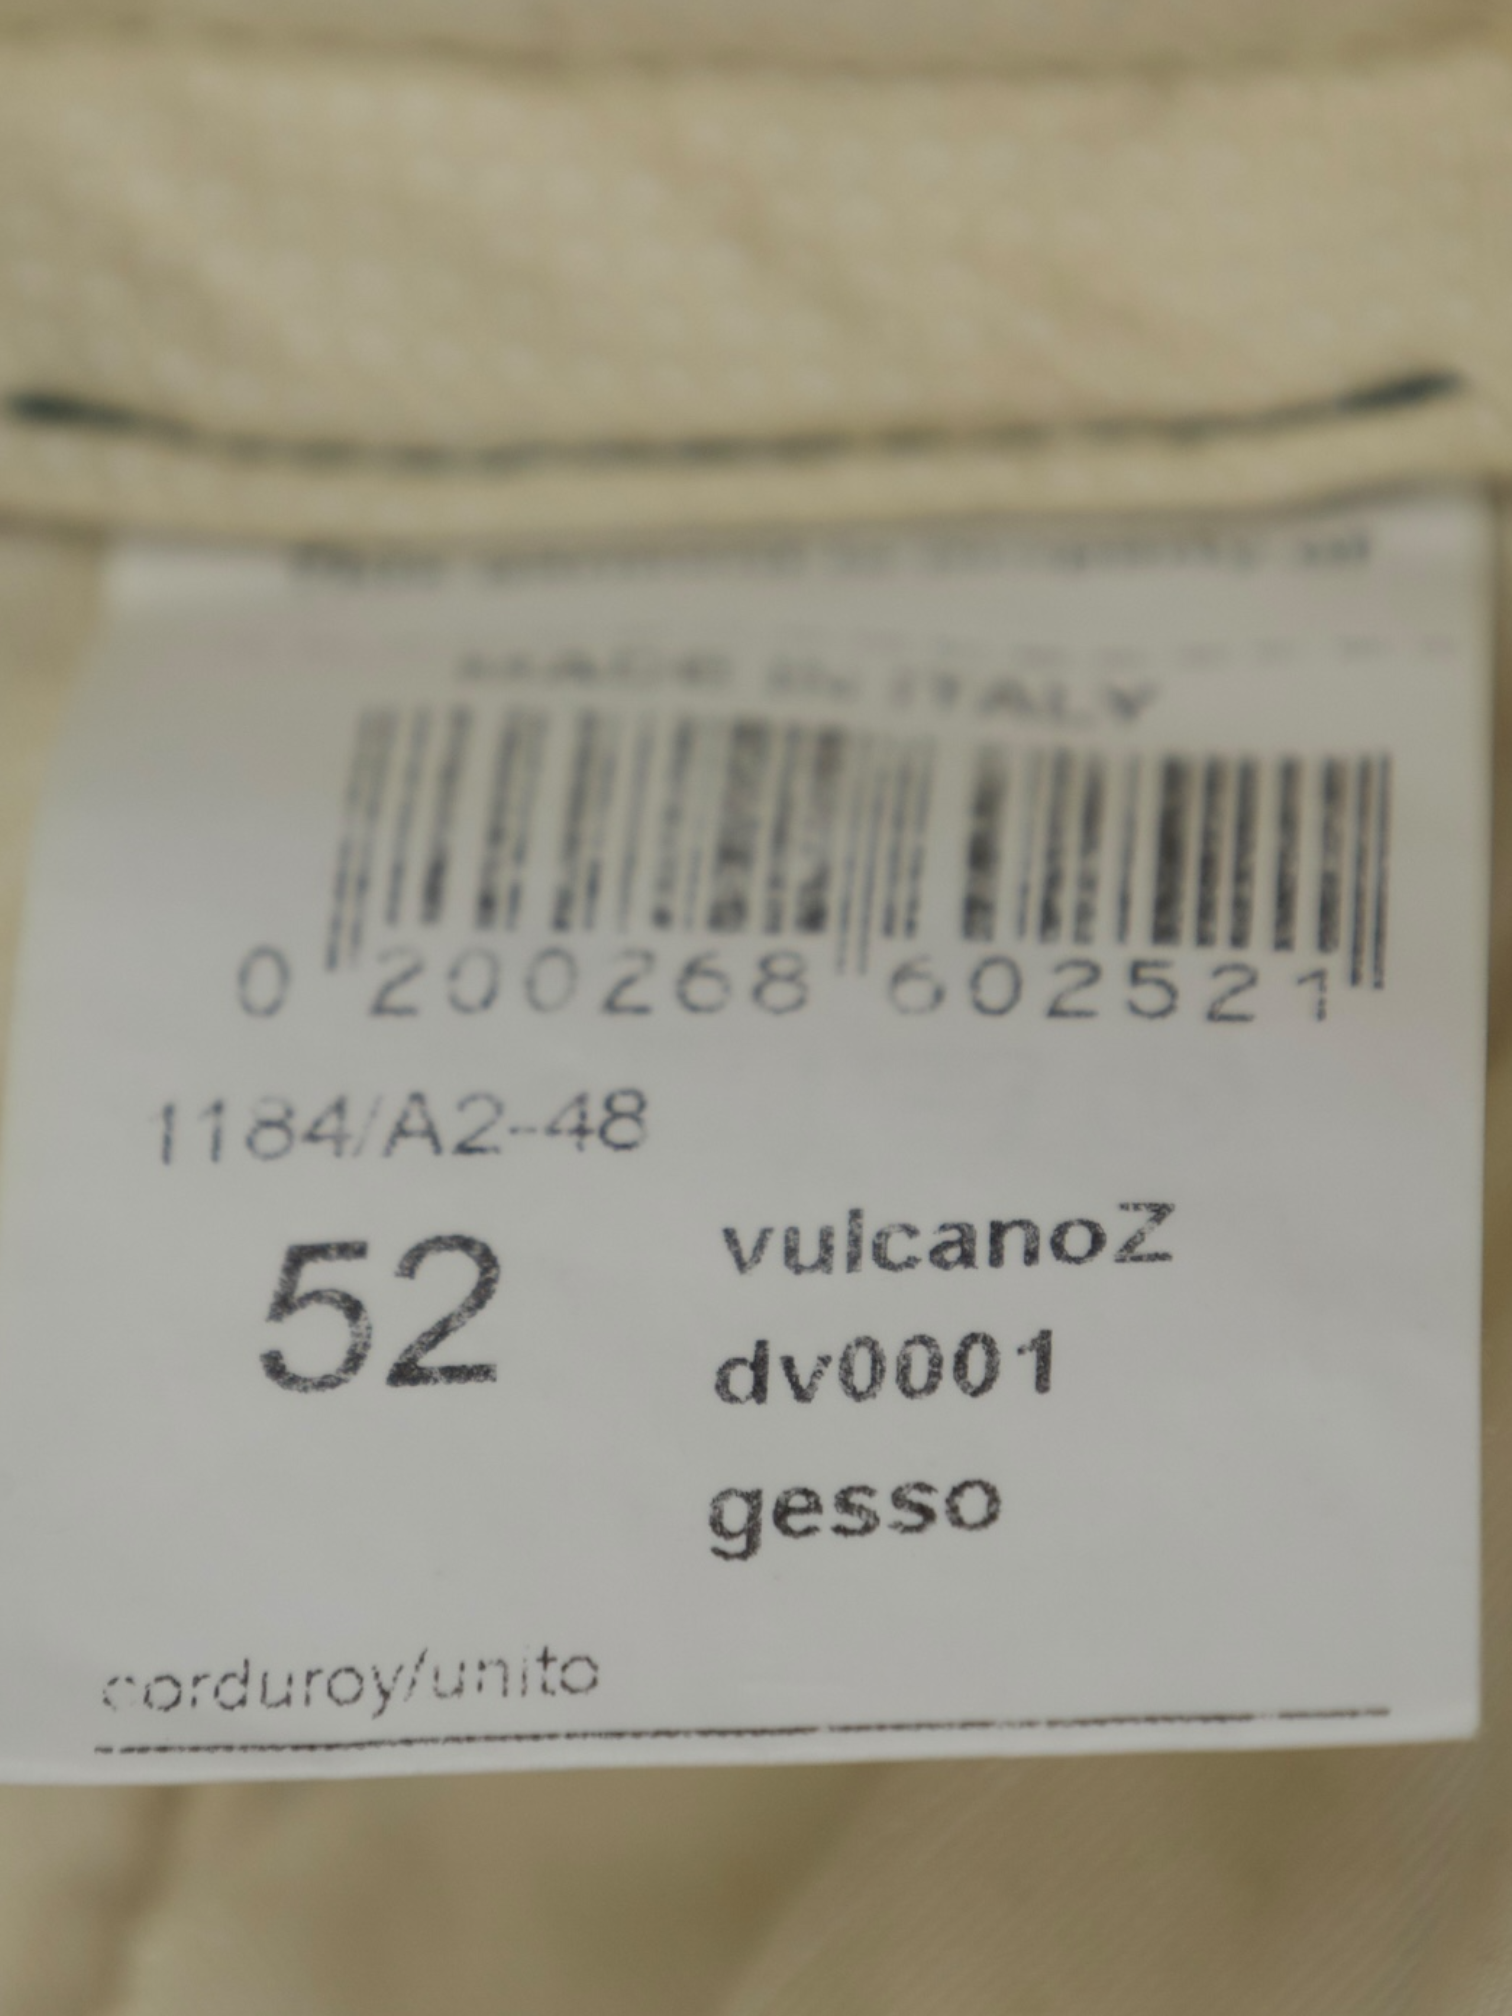 MADE IN ITALY
0 200268 602521
1184/A2-48
52
vulcanoZ
dv0001
gesso
corduroy/unito